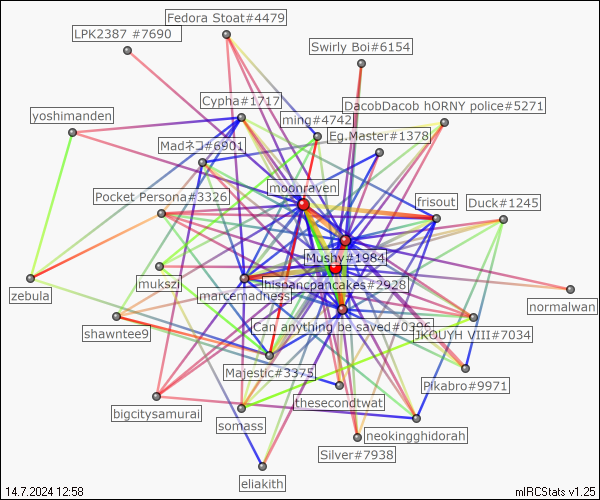 Fedora Stoat#4479
LPK2387 #7690
Swirly Boi#6154
Cypha#1717
DacobDacob hORNY police#5271
yoshimanden
ming#4742
Eg.Master#1378
Madネコ#6901
moonraven
Pocket Persona#3326
frisout
Duck#1245
Mushy#1984
mukszi
lhispancpancakes#2928
zebula
marcemadness
normalwan
shawntee9
Can anything be saved#0396
JKOLIYH VIII#7034
Majestic#3375
Pikabro#9971
thesecondtwat
bigcitysamurai
somass
neokingghidorah
Silver#7938
eliakith
14.7.2024 12:58
mIRCStats v1.25